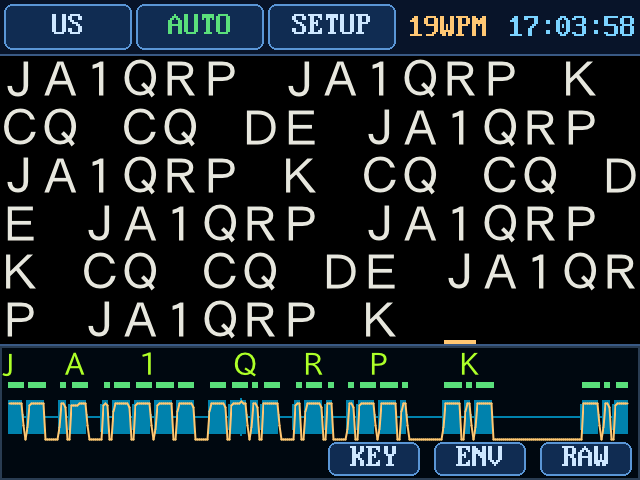 US AUTO SETUP 19WPM 17:03:58
JA1QRP JA1QRP K
CQ CQ DE JA1QRP
JA1QRP K CQ CQ D
E JA1QRP JA1QRP
K CQ CQ DE JA1QR
P JA1QRP K
J A 1 Q R P K
KEY ENV RAW